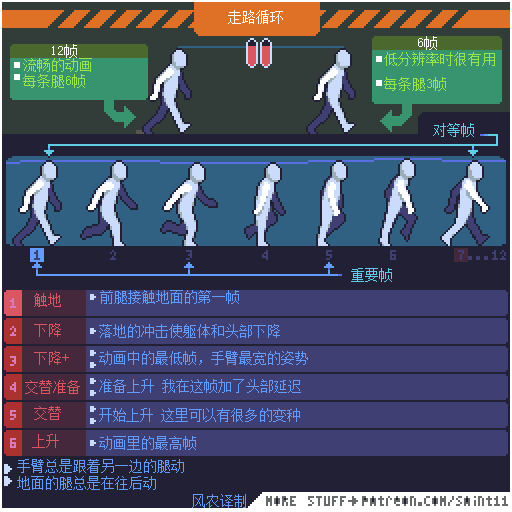 走路循环
12帧
流畅的动画
每条腿6帧
6帧
低分辨率时很有用
每条腿3帧
对等帧
1 2 3 4 5 6 7...12
重要帧
1 触地 前腿接触地面的第一帧
2 下降 落地的冲击使躯体和头部下降
3 下降+ 动画中的最低帧，手臂最宽的姿势
4 交替准备 准备上升 我在这帧加了头部延迟
5 交替 开始上升 这里可以有很多的变种
6 上升 动画里的最高帧
手臂总是跟着另一边的腿动
地面的腿总是在往后动
风农译制
MORE STUFF→PATREON.COM/SAINT11